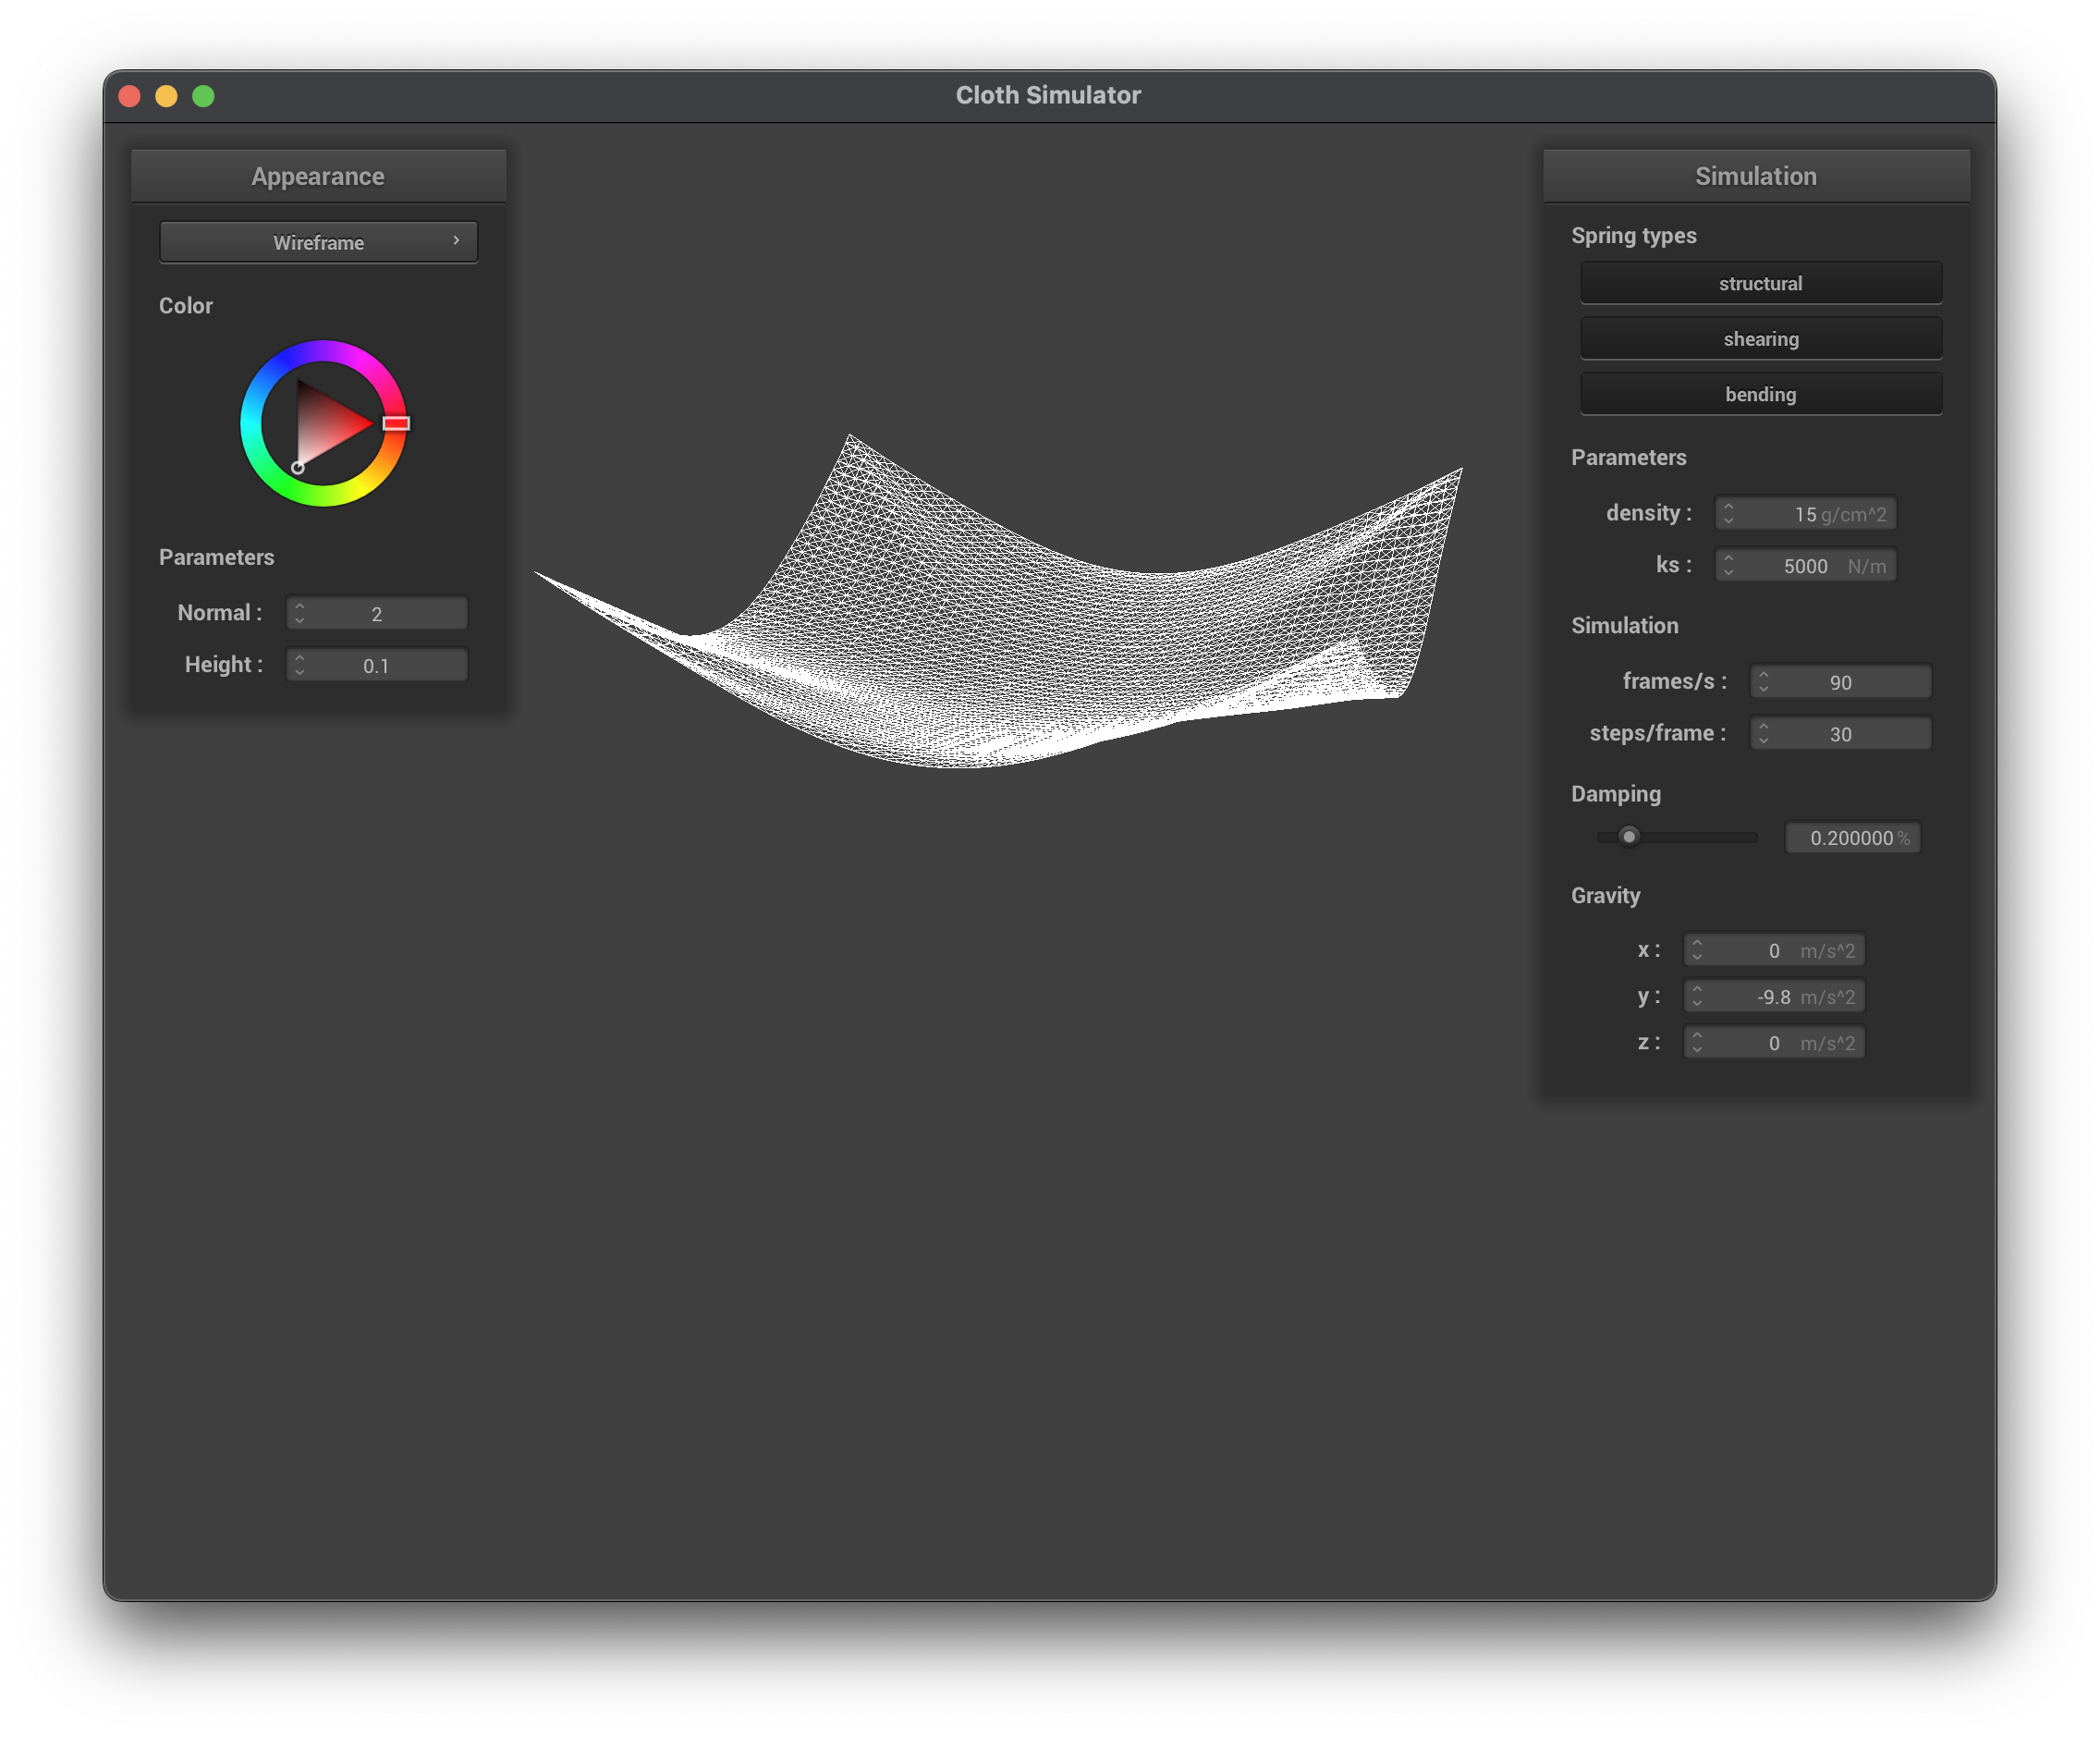 Cloth Simulator
Appearance
Wireframe
Color
Parameters
Normal : 2
Height : 0.1
Simulation
Spring types
structural
shearing
bending
Parameters
density : 15 g/cm^2
ks : 5000 N/m
Simulation
frames/s : 90
steps/frame : 30
Damping
0.200000 %
Gravity
x : 0 m/s^2
y : -9.8 m/s^2
z : 0 m/s^2